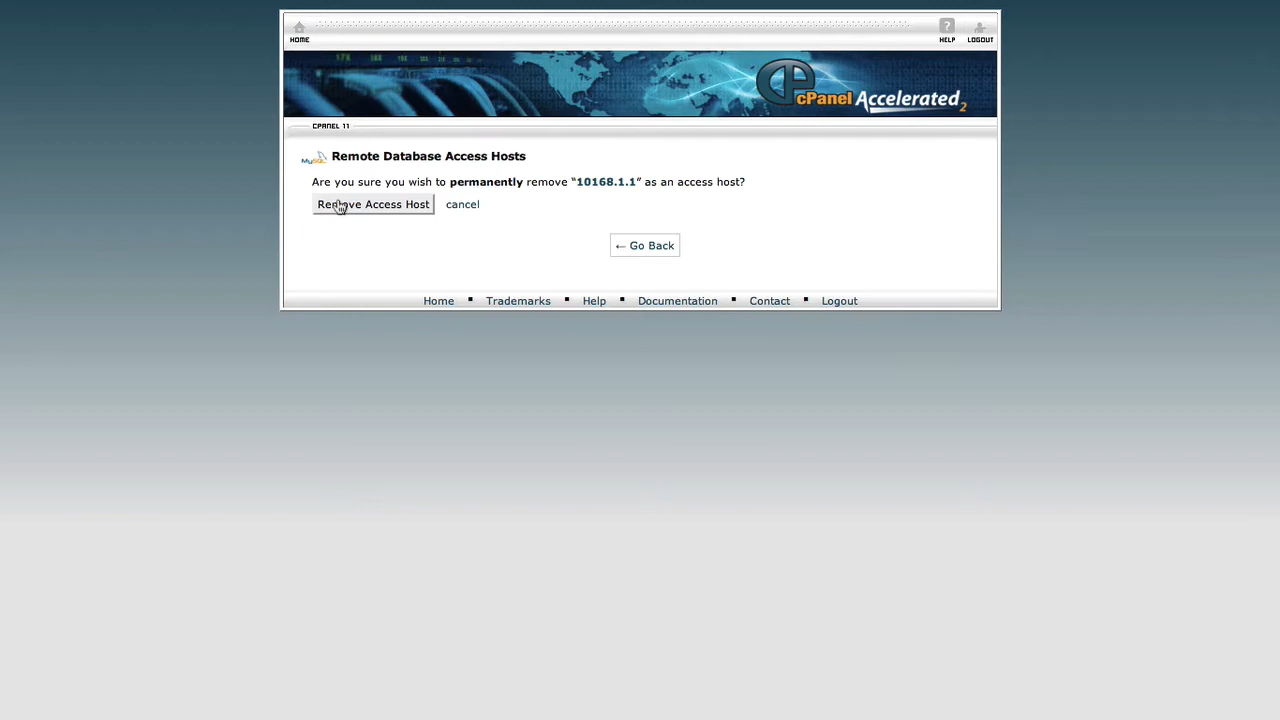 HOME
HELP
LOGOUT
cPanel Accelerated2
CPANEL 11
MySQL Remote Database Access Hosts
Are you sure you wish to permanently remove “10168.1.1” as an access host?
Remove Access Host cancel
← Go Back
Home ▪ Trademarks ▪ Help ▪ Documentation ▪ Contact ▪ Logout